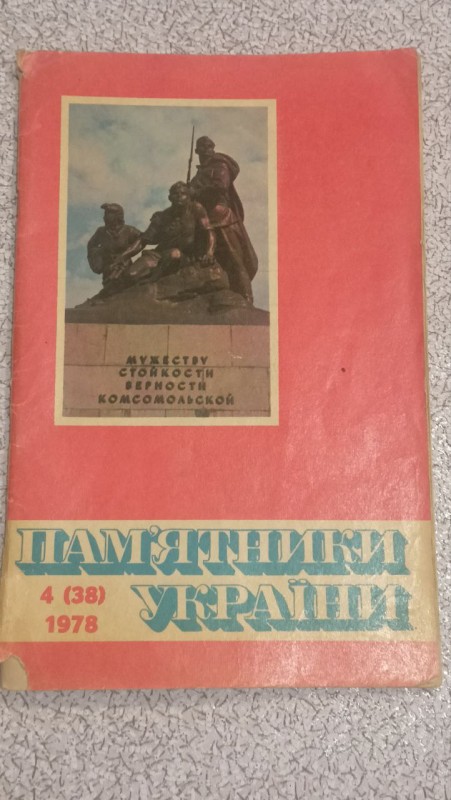 МУЖЕСТВУ
СТОЙКОСТИ
ВЕРНОСТИ
КОМСОМОЛЬСКОЙ
ПАМ'ЯТНИКИ
УКРАЇНИ
4 (38)
1978